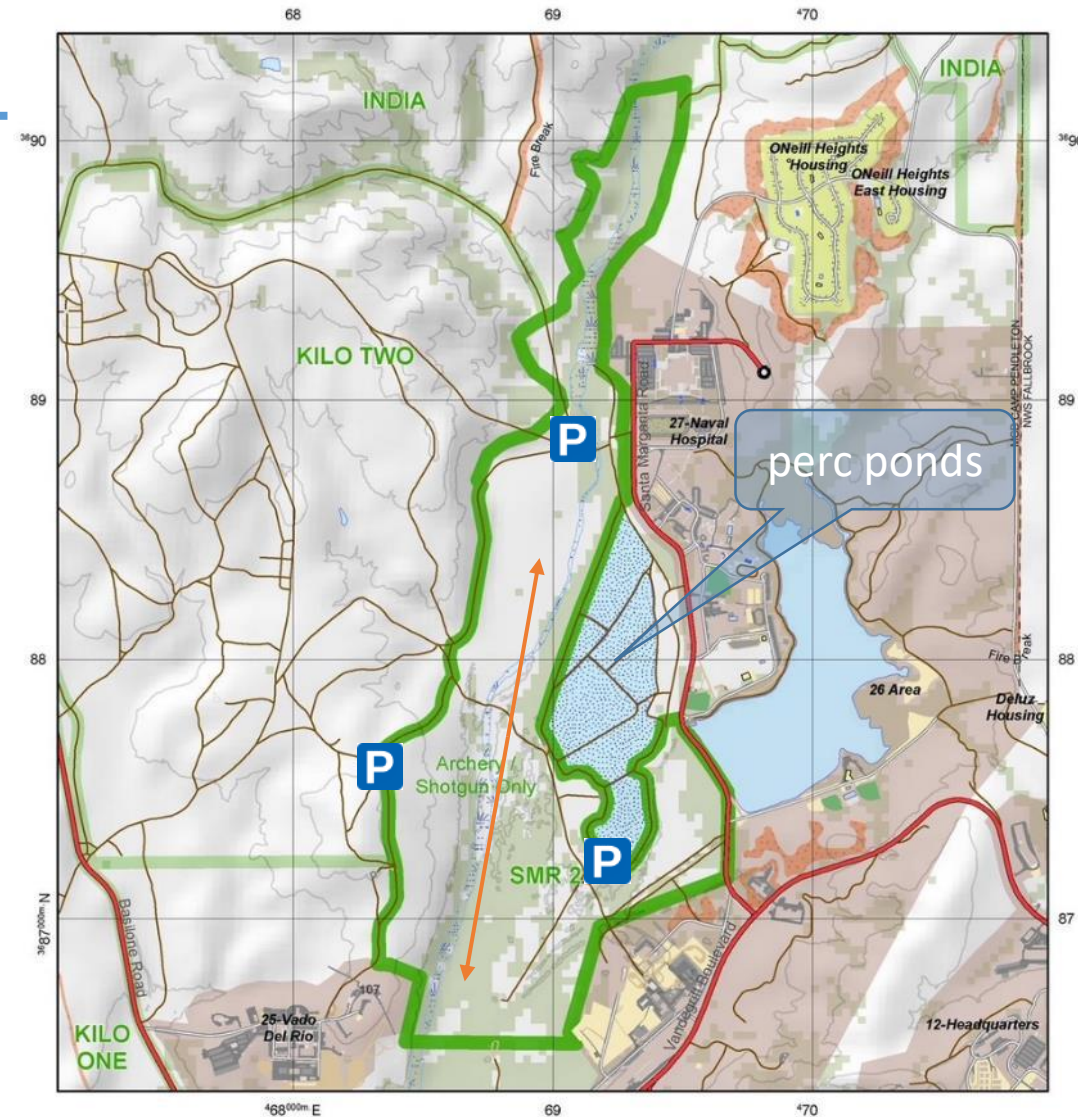 68
69
⁴70
INDIA
INDIA
³⁶90
³⁶90
Fire Break
ONeill Heights
Housing
ONeill Heights
East Housing
KILO TWO
MCB CAMP PENDLETON
NWS FALLBROOK
89
89
Santa Margarita Road
27-Naval
Hospital
P
perc ponds
88
88
Fire Break
26 Area
Deluz
Housing
P
Archery /
Shotgun Only
SMR 2
P
³⁶87⁰⁰⁰ᵐ·N
87
Basilone Road
Vandegrift Boulevard
107
25-Vado
Del Rio
12-Headquarters
KILO
ONE
⁴68⁰⁰⁰ᵐ·E
69
⁴70